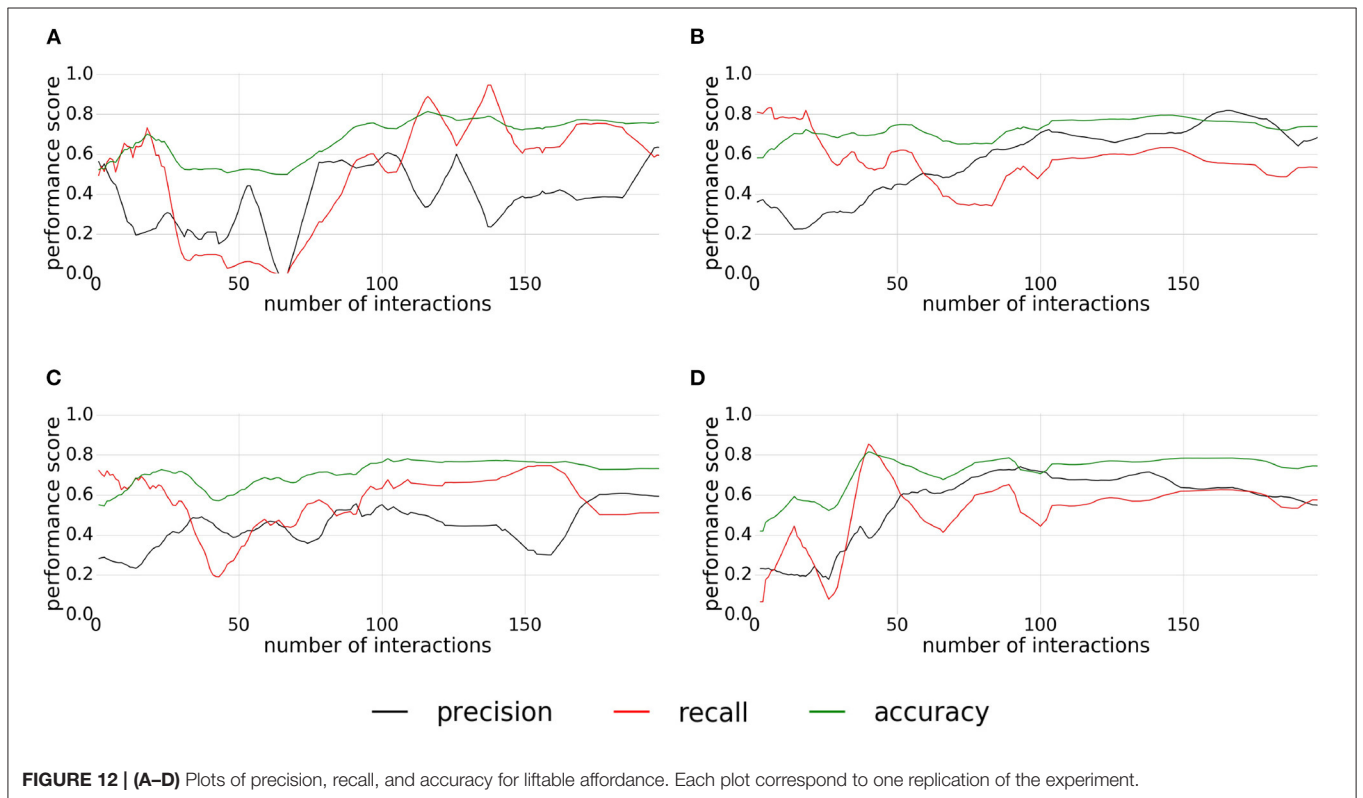 A
performance score
1.0
0.8
0.6
0.4
0.2
0.0
0 50 100 150
number of interactions
B
performance score
1.0
0.8
0.6
0.4
0.2
0.0
0 50 100 150
number of interactions
C
performance score
1.0
0.8
0.6
0.4
0.2
0.0
0 50 100 150
number of interactions
D
performance score
1.0
0.8
0.6
0.4
0.2
0.0
0 50 100 150
number of interactions
precision recall accuracy
FIGURE 12 | (A–D) Plots of precision, recall, and accuracy for liftable affordance. Each plot correspond to one replication of the experiment.